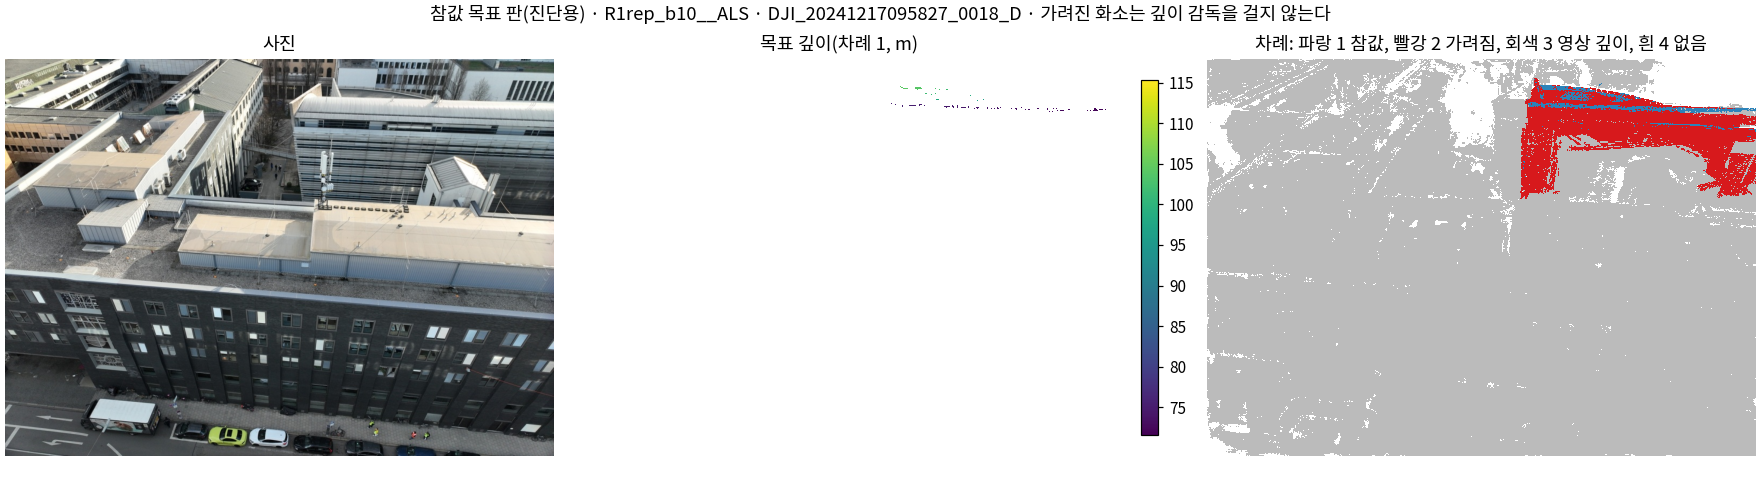 참값 목표 판(진단용) · R1rep_b10__ALS · DJI_20241217095827_0018_D · 가려진 화소는 깊이 감독을 걸지 않는다
사진
목표 깊이(차례 1, m)
차례: 파랑 1 참값, 빨강 2 가려짐, 회색 3 영상 깊이, 흰 4 없음
115
110
105
100
95
90
85
80
75